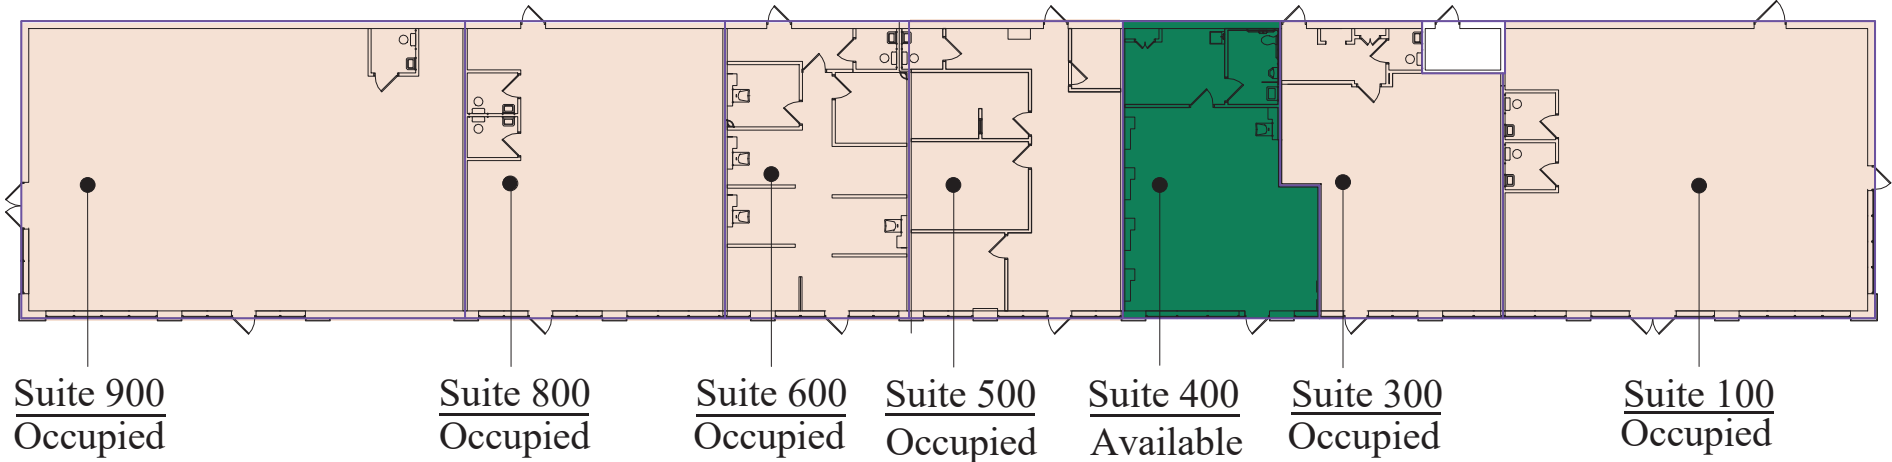 Suite 900
Occupied
Suite 800
Occupied
Suite 600
Occupied
Suite 500
Occupied
Suite 400
Available
Suite 300
Occupied
Suite 100
Occupied